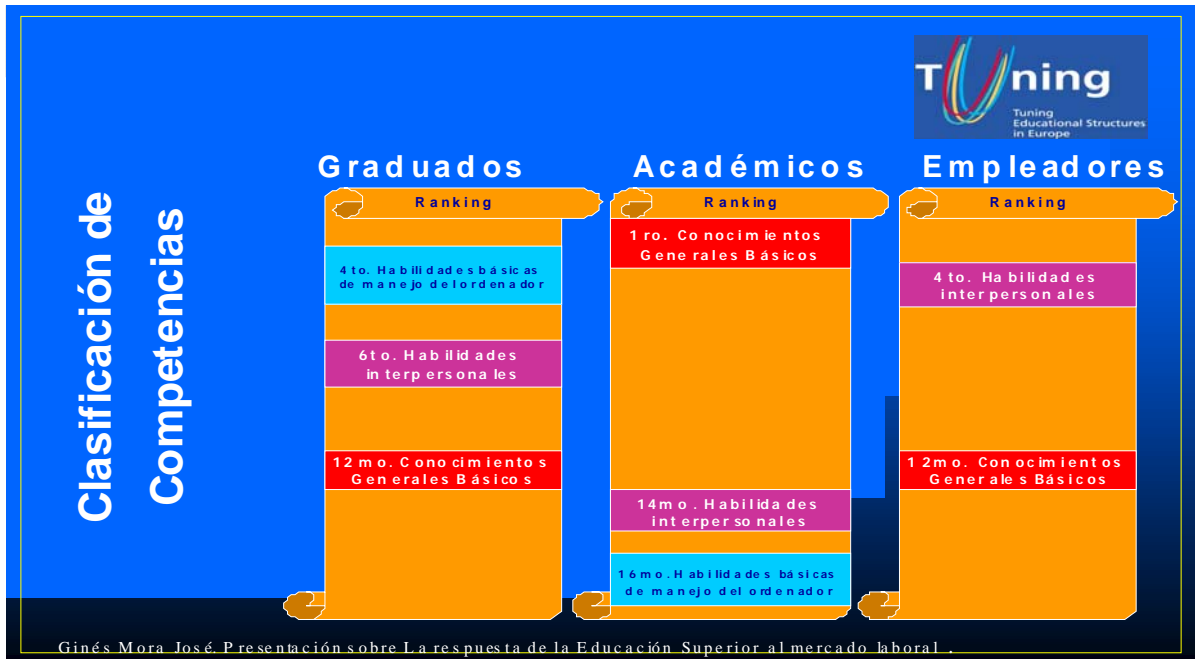 Tuning
Tuning
Educational Structures
in Europe
Clasificación de
Competencias
Graduados
Ranking
4to. Habilidades básicas
de manejo del ordenador
6to. Habilidades
interpersonales
12mo. Conocimientos
Generales Básicos
Académicos
Ranking
1ro. Conocimientos
Generales Básicos
14mo. Habilidades
interpersonales
16mo. Habilidades básicas
de manejo del ordenador
Empleadores
Ranking
4to. Habilidades
interpersonales
12mo. Conocimientos
Generales Básicos
Ginés Mora José. Presentación sobre La respuesta de la Educación Superior al mercado laboral .